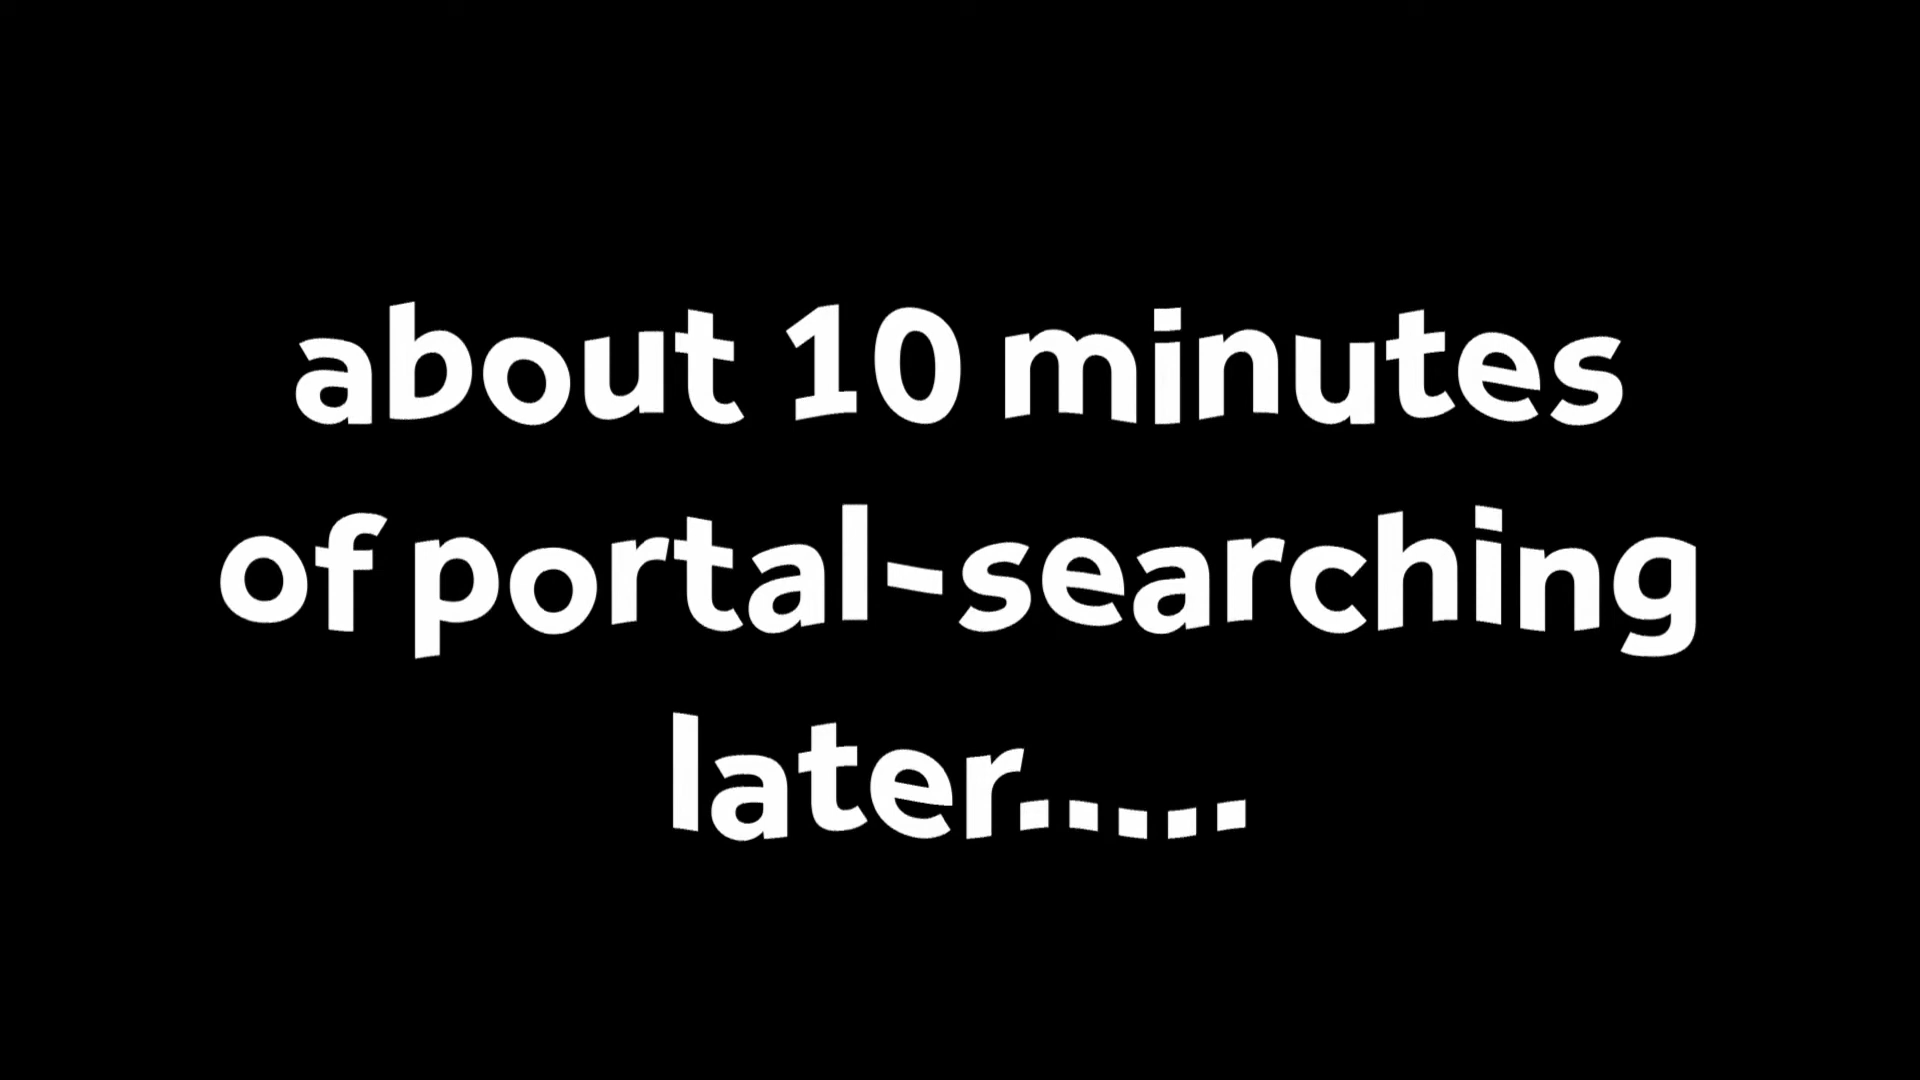 about 10 minutes
of portal-searching
later.....